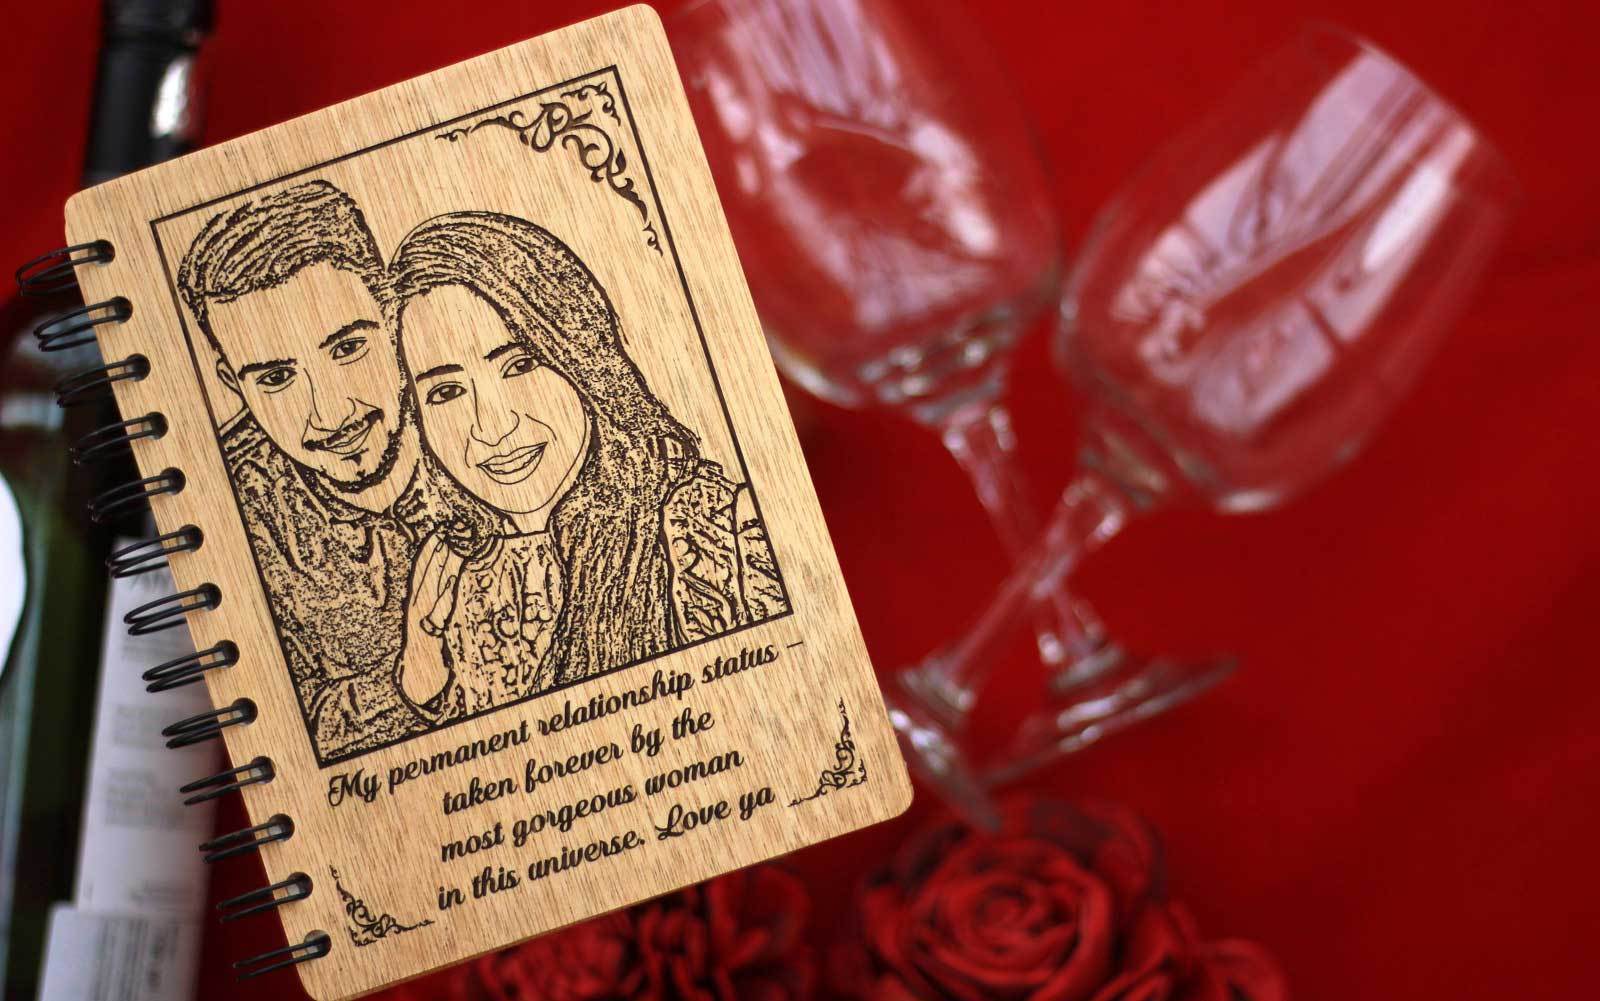 My permanent relationship status –
taken forever by the
most gorgeous woman
in this universe. Love ya